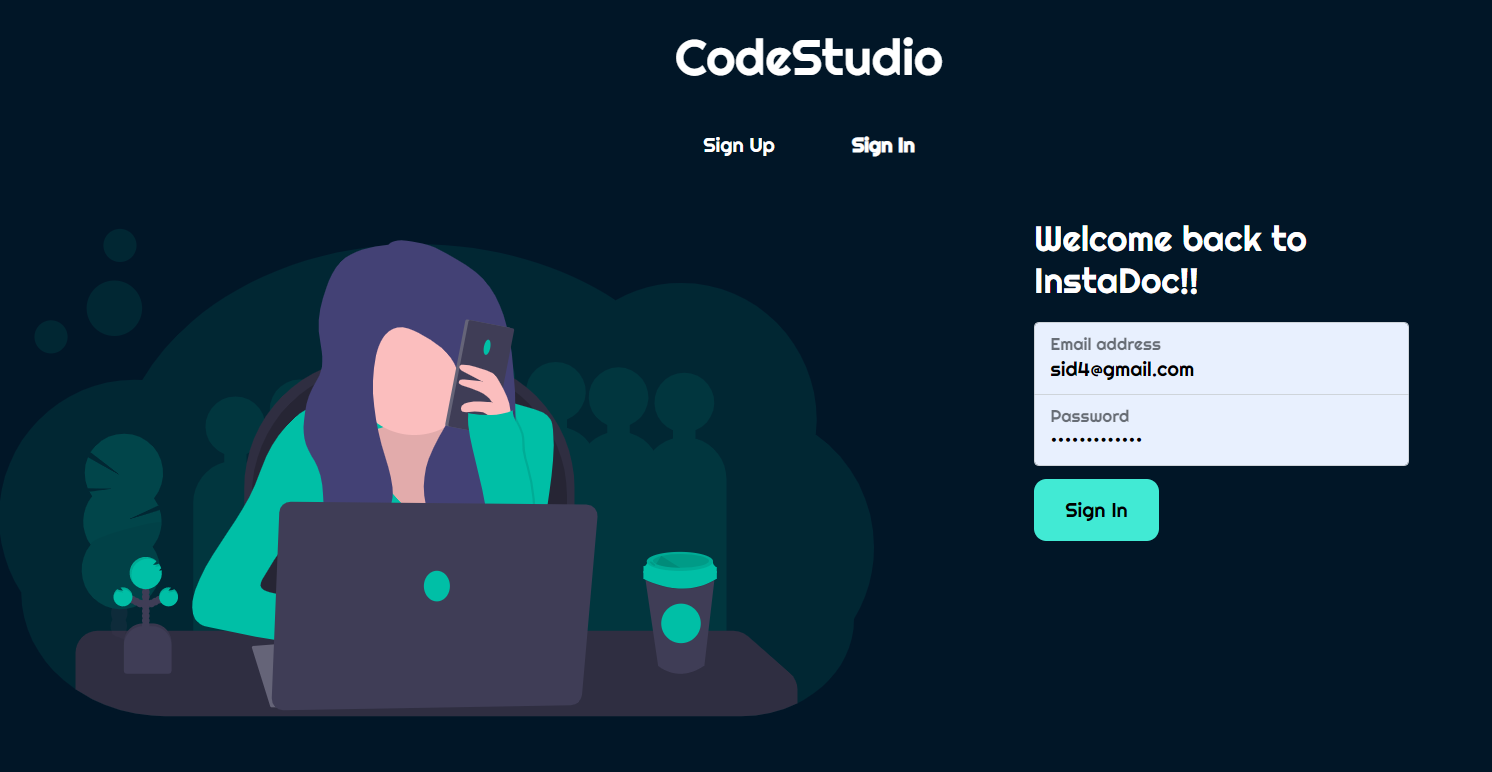 CodeStudio
Sign Up
Sign In
Welcome back to
InstaDoc!!
Email address
sid4@gmail.com
Password
•••••••••••••
Sign In